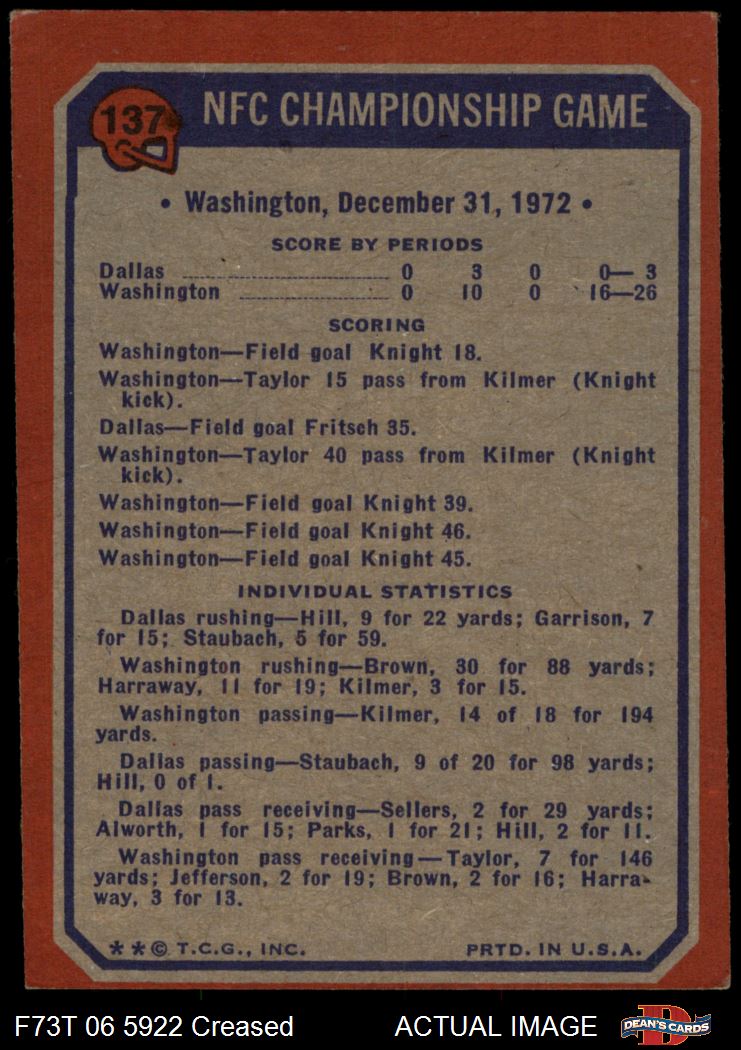 137
NFC CHAMPIONSHIP GAME
• Washington, December 31, 1972 •
SCORE BY PERIODS
Dallas 0 3 0 0—3
Washington 0 10 0 16—26
SCORING
Washington—Field goal Knight 18.
Washington—Taylor 15 pass from Kilmer (Knight
kick).
Dallas—Field goal Fritsch 35.
Washington—Taylor 40 pass from Kilmer (Knight
kick).
Washington—Field goal Knight 39.
Washington—Field goal Knight 46.
Washington—Field goal Knight 45.
INDIVIDUAL STATISTICS
Dallas rushing—Hill, 9 for 22 yards; Garrison, 7
for 15; Staubach, 5 for 59.
Washington rushing—Brown, 30 for 88 yards;
Harraway, 11 for 19; Kilmer, 3 for 15.
Washington passing—Kilmer, 14 of 18 for 194
yards.
Dallas passing—Staubach, 9 of 20 for 98 yards;
Hill, 0 of 1.
Dallas pass receiving—Sellers, 2 for 29 yards;
Alworth, 1 for 15; Parks, 1 for 21; Hill, 2 for 11.
Washington pass receiving—Taylor, 7 for 146
yards; Jefferson, 2 for 19; Brown, 2 for 16; Harra-
way, 3 for 13.
**© T.C.G., INC. PRTD. IN U.S.A.
F73T 06 5922 Creased ACTUAL IMAGE
D
DEAN'S CARDS